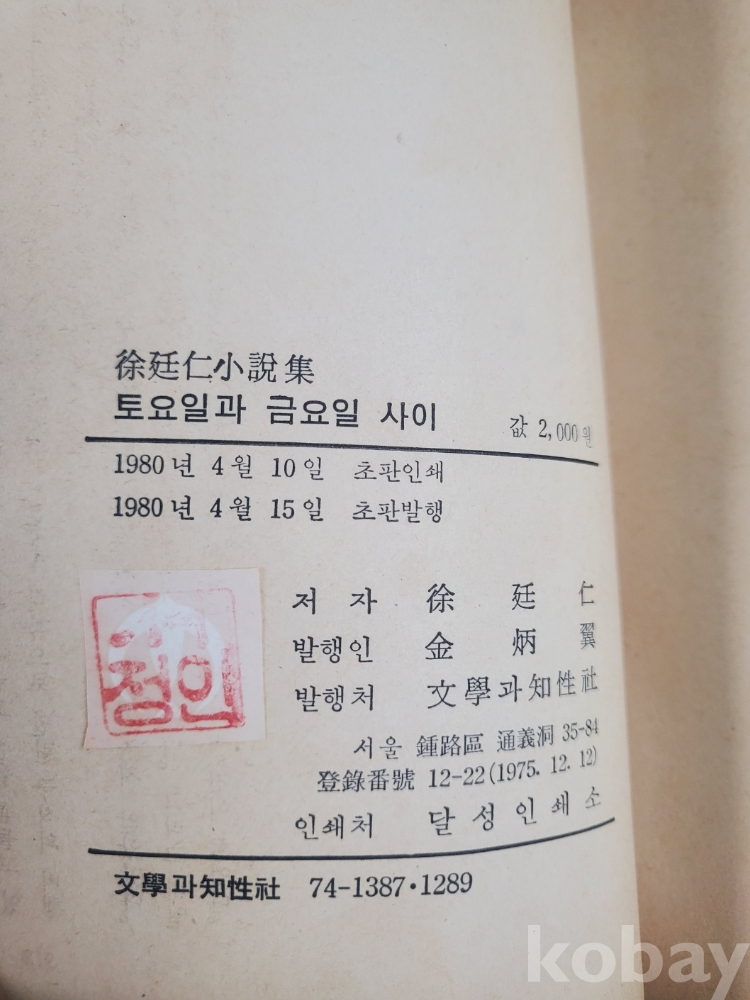 徐廷仁小說集
토요일과 금요일 사이
값 2,000원
1980년 4월 10일 초판인쇄
1980년 4월 15일 초판발행
저 자 徐 廷 仁
발행인 金 炳 翼
발행처 文學과知性社
서울 鍾路區 通義洞 35-84
登錄番號 12-22(1975. 12. 12)
인쇄처 달성인쇄소
文學과知性社 74-1387·1289
정인
kobay